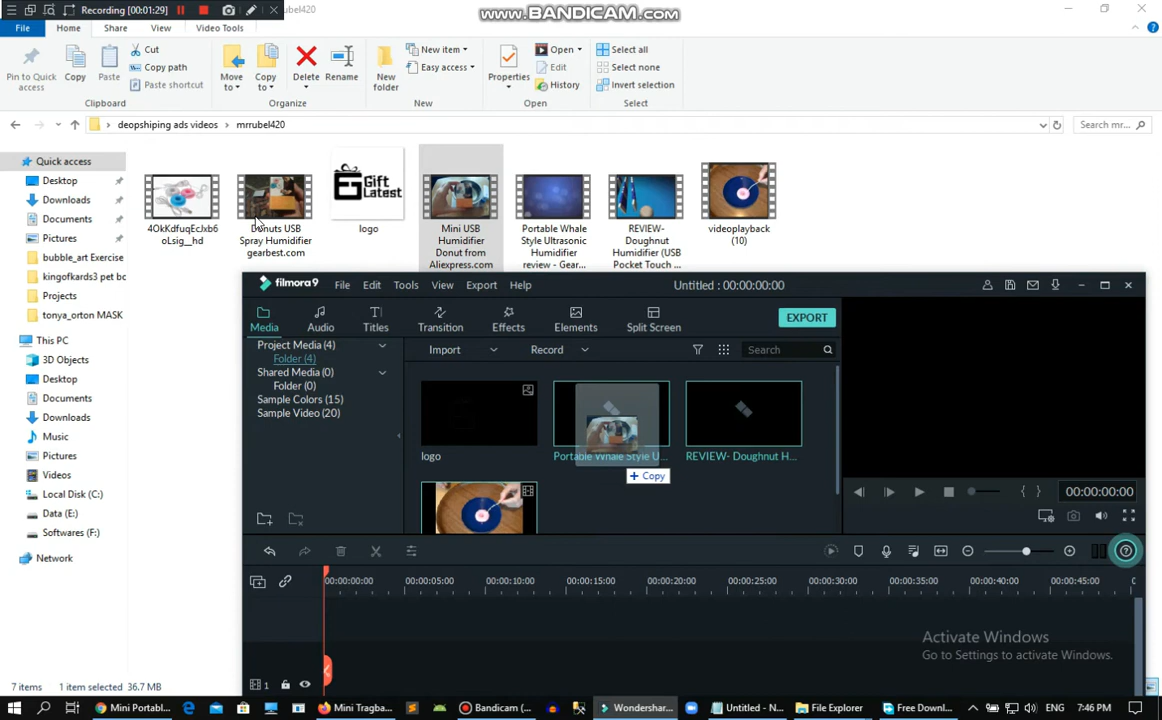 Recording [00:01:29]
ubel420
www.BANDICAM.com
File
Home
Share
View
Video Tools
Pin to Quick access
Copy
Paste
Cut
Copy path
Paste shortcut
Clipboard
Move to
Copy to
Delete
Rename
Organize
New folder
New item
Easy access
New
Properties
Open
Edit
History
Open
Select all
Select none
Invert selection
Select
deopshiping ads videos
mrrubel420
Search mr...
Quick access
Desktop
Downloads
Documents
Pictures
bubble_art Exercise
kingofkards3 pet bo
Projects
tonya_orton MASK
This PC
3D Objects
Desktop
Documents
Downloads
Music
Pictures
Videos
Local Disk (C:)
Data (E:)
Softwares (F:)
Network
4OkKdfuqEcJxb6
oLsig__hd
Donuts USB
Spray Humidifier
gearbest.com
Gift
Latest
logo
Mini USB
Humidifier
Donut from
Aliexpress.com
Portable Whale
Style Ultrasonic
Humidifier
review - Gear...
REVIEW-
Doughnut
Humidifier (USB
Pocket Touch ...
videoplayback
(10)
filmora9
File
Edit
Tools
View
Export
Help
Untitled : 00:00:00:00
Media
Audio
Titles
Transition
Effects
Elements
Split Screen
EXPORT
Project Media (4)
Folder (4)
Shared Media (0)
Folder (0)
Sample Colors (15)
Sample Video (20)
Import
Record
Search
logo
Portable Whale Style U...
REVIEW- Doughnut H...
+ Copy
00:00:00:00
00:00:00:00
00:00:05:00
00:00:10:00
00:00:15:00
00:00:20:00
00:00:25:00
00:00:30:00
00:00:35:00
00:00:40:00
00:00:45:00
1
Activate Windows
Go to Settings to activate Windows.
7 items
1 item selected 36.7 MB
Mini Portabl...
Mini Tragba...
Bandicam (...
Wondershar...
Untitled - N...
File Explorer
Free Downl...
ENG
7:46 PM